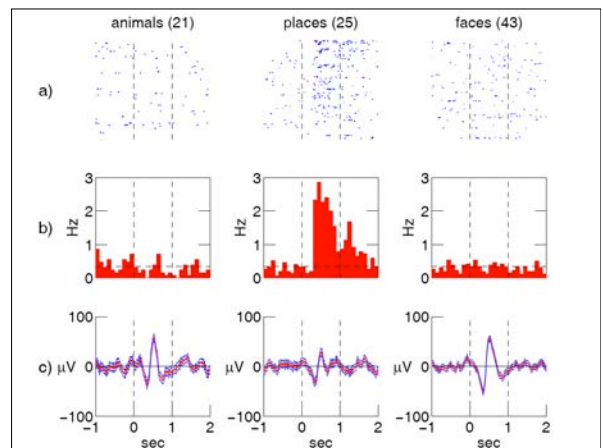 animals (21) places (25) faces (43)
a)
3 3 3
2 2 2
b) Hz Hz Hz
1 1 1
0 0 0
100 100 100
c) μV 0 μV 0 μV 0
-100 -100 -100
-1 0 1 2 -1 0 1 2 -1 0 1 2
sec sec sec